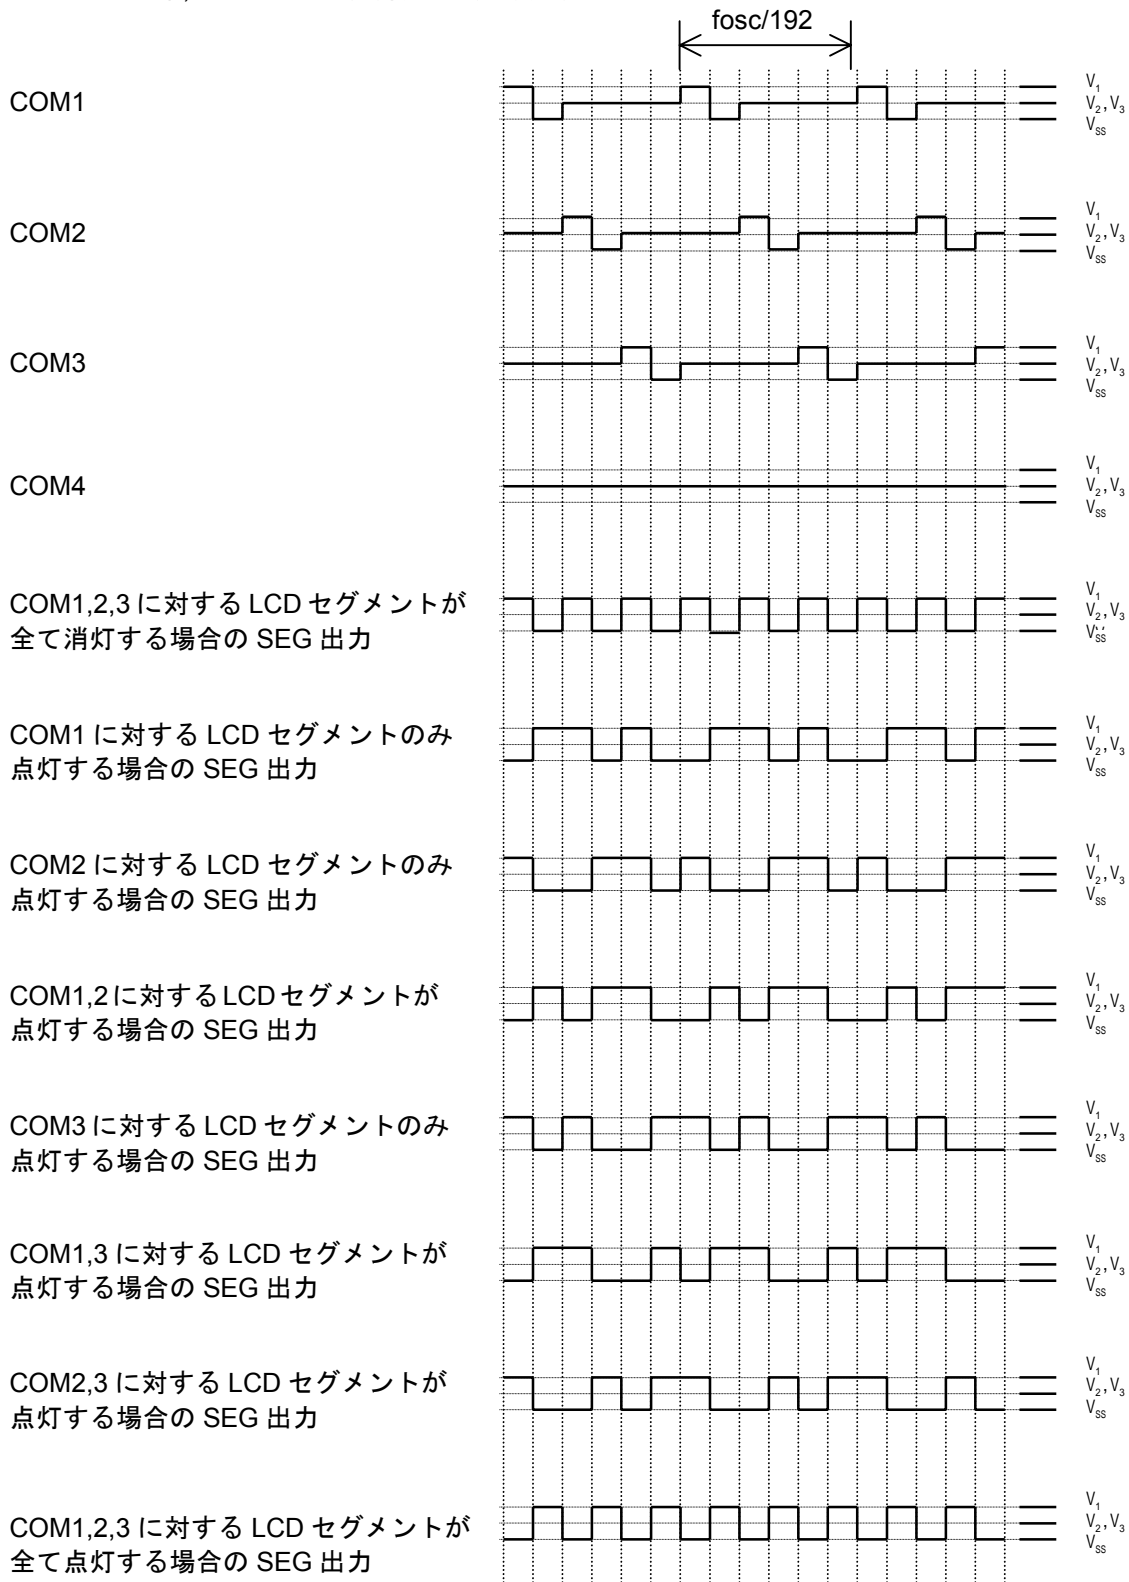 fosc/192
COM1
V1
V2,V3
VSS
COM2
V1
V2,V3
VSS
COM3
V1
V2,V3
VSS
COM4
V1
V2,V3
VSS
COM1,2,3 に対する LCD セグメントが
全て消灯する場合の SEG 出力
V1
V2,V3
VSS
COM1 に対する LCD セグメントのみ
点灯する場合の SEG 出力
V1
V2,V3
VSS
COM2 に対する LCD セグメントのみ
点灯する場合の SEG 出力
V1
V2,V3
VSS
COM1,2 に対する LCD セグメントが
点灯する場合の SEG 出力
V1
V2,V3
VSS
COM3 に対する LCD セグメントのみ
点灯する場合の SEG 出力
V1
V2,V3
VSS
COM1,3 に対する LCD セグメントが
点灯する場合の SEG 出力
V1
V2,V3
VSS
COM2,3 に対する LCD セグメントが
点灯する場合の SEG 出力
V1
V2,V3
VSS
COM1,2,3 に対する LCD セグメントが
全て点灯する場合の SEG 出力
V1
V2,V3
VSS